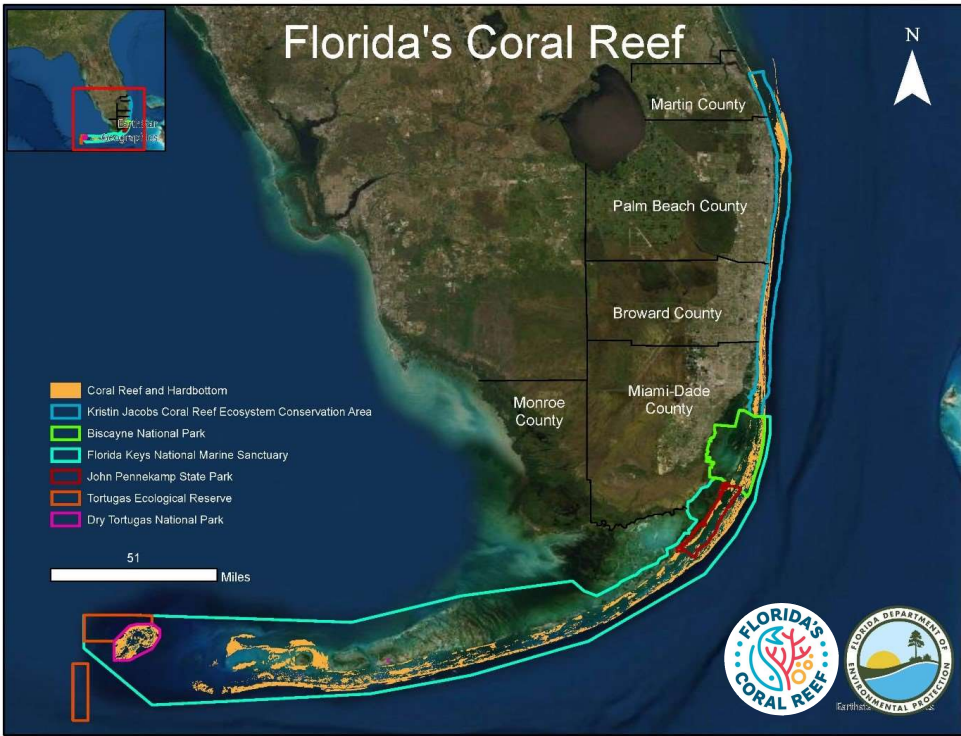 Florida's Coral Reef
N
Martin County
Palm Beach County
Broward County
Miami-Dade
County
Monroe
County
Coral Reef and Hardbottom
Kristin Jacobs Coral Reef Ecosystem Conservation Area
Biscayne National Park
Florida Keys National Marine Sanctuary
John Pennekamp State Park
Tortugas Ecological Reserve
Dry Tortugas National Park
51
Miles
FLORIDA'S
CORAL REEF
FLORIDA DEPARTMENT OF
ENVIRONMENTAL PROTECTION